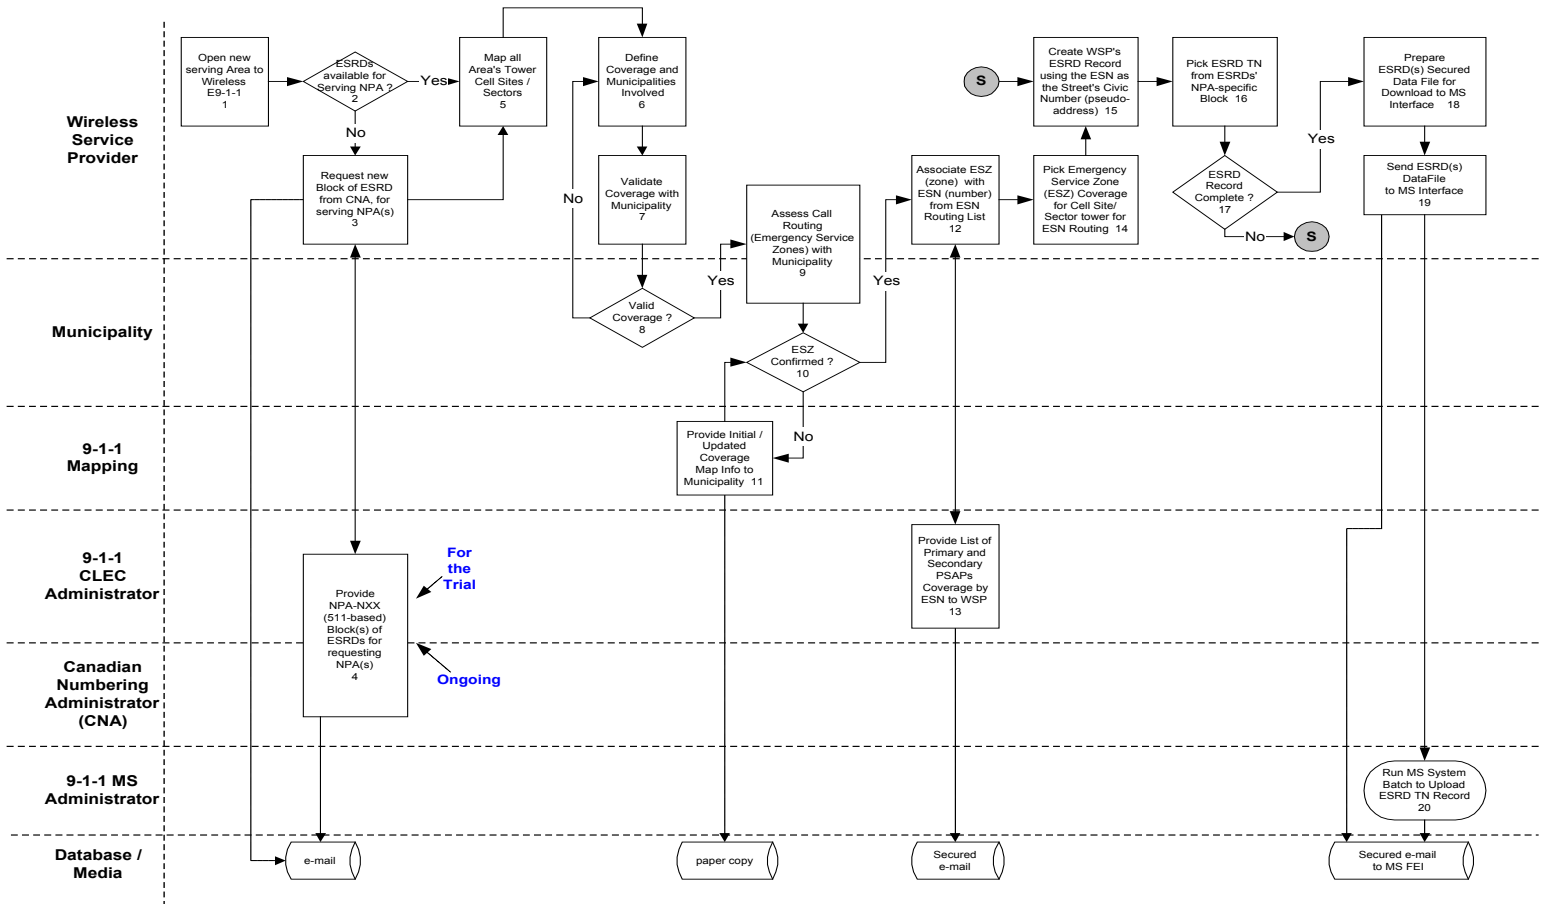 Wireless
Service
Provider
Open new
serving Area to
Wireless
E9-1-1
1
ESRDs
available for
Serving NPA ?
2
Yes
No
Request new
Block of ESRD
from CNA, for
serving NPA(s)
3
Map all
Area's Tower
Cell Sites /
Sectors
5
Define
Coverage and
Municipalities
Involved
6
No
Validate
Coverage with
Municipality
7
Assess Call
Routing
(Emergency Service
Zones) with
Municipality
9
Yes
Associate ESZ
(zone) with
ESN (number)
from ESN
Routing List
12
Yes
S
Create WSP's
ESRD Record
using the ESN as
the Street's Civic
Number (pseudo-
address) 15
Pick Emergency
Service Zone
(ESZ) Coverage
for Cell Site/
Sector tower for
ESN Routing 14
Pick ESRD TN
from ESRDs'
NPA-specific
Block 16
ESRD
Record
Complete ?
17
Yes
No
S
Prepare
ESRD(s) Secured
Data File for
Download to MS
Interface 18
Send ESRD(s)
DataFile
to MS Interface
19
Municipality
Valid
Coverage ?
8
ESZ
Confirmed ?
10
9-1-1
Mapping
Provide Initial /
Updated
Coverage
Map Info to
Municipality 11
No
9-1-1
CLEC
Administrator
Provide
NPA-NXX
(511-based)
Block(s) of
ESRDs for
requesting
NPA(s)
4
For
the
Trial
Ongoing
Provide List of
Primary and
Secondary
PSAPs
Coverage by
ESN to WSP
13
Canadian
Numbering
Administrator
(CNA)
9-1-1 MS
Administrator
Run MS System
Batch to Upload
ESRD TN Record
20
Database /
Media
e-mail
paper copy
Secured
e-mail
Secured e-mail
to MS FEI